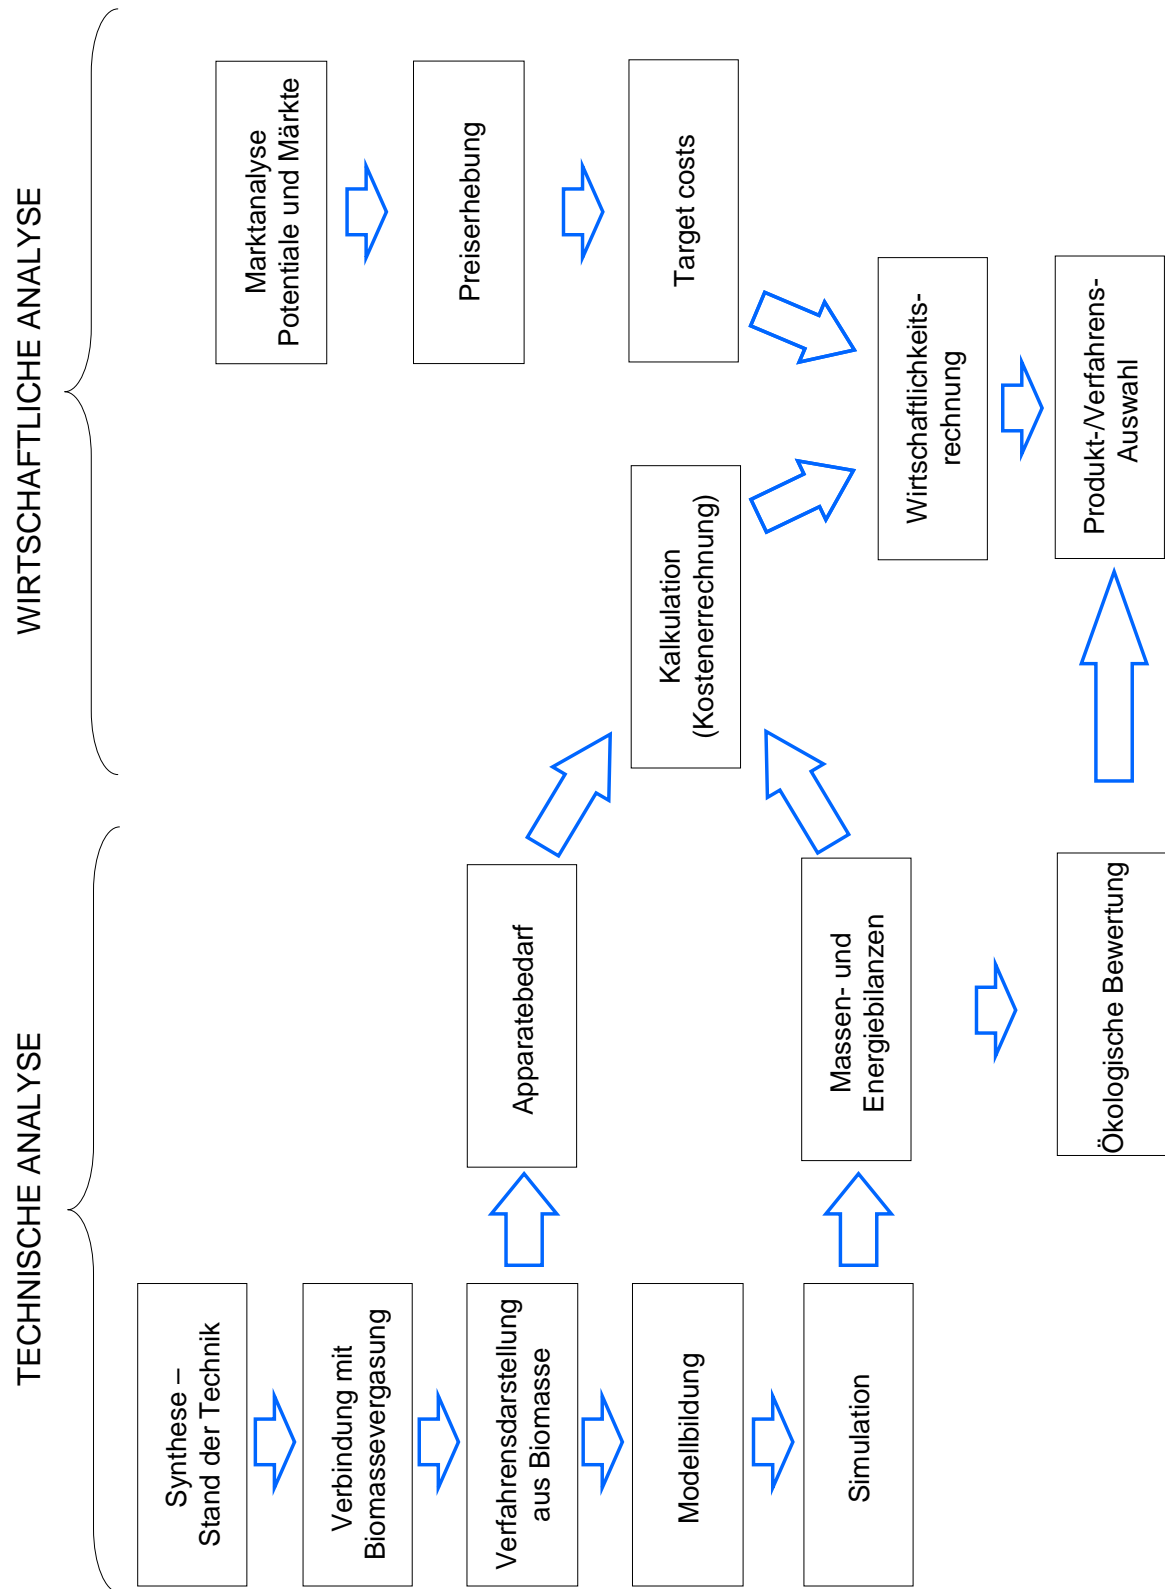 TECHNISCHE ANALYSE
WIRTSCHAFTLICHE ANALYSE
Synthese –
Stand der Technik
Verbindung mit
Biomassevergasung
Verfahrensdarstellung
aus Biomasse
Modellbildung
Simulation
Apparatebedarf
Massen- und
Energiebilanzen
Ökologische Bewertung
Marktanalyse
Potentiale und Märkte
Preiserhebung
Target costs
Kalkulation
(Kostenerrechnung)
Wirtschaftlichkeits-
rechnung
Produkt-/Verfahrens-
Auswahl